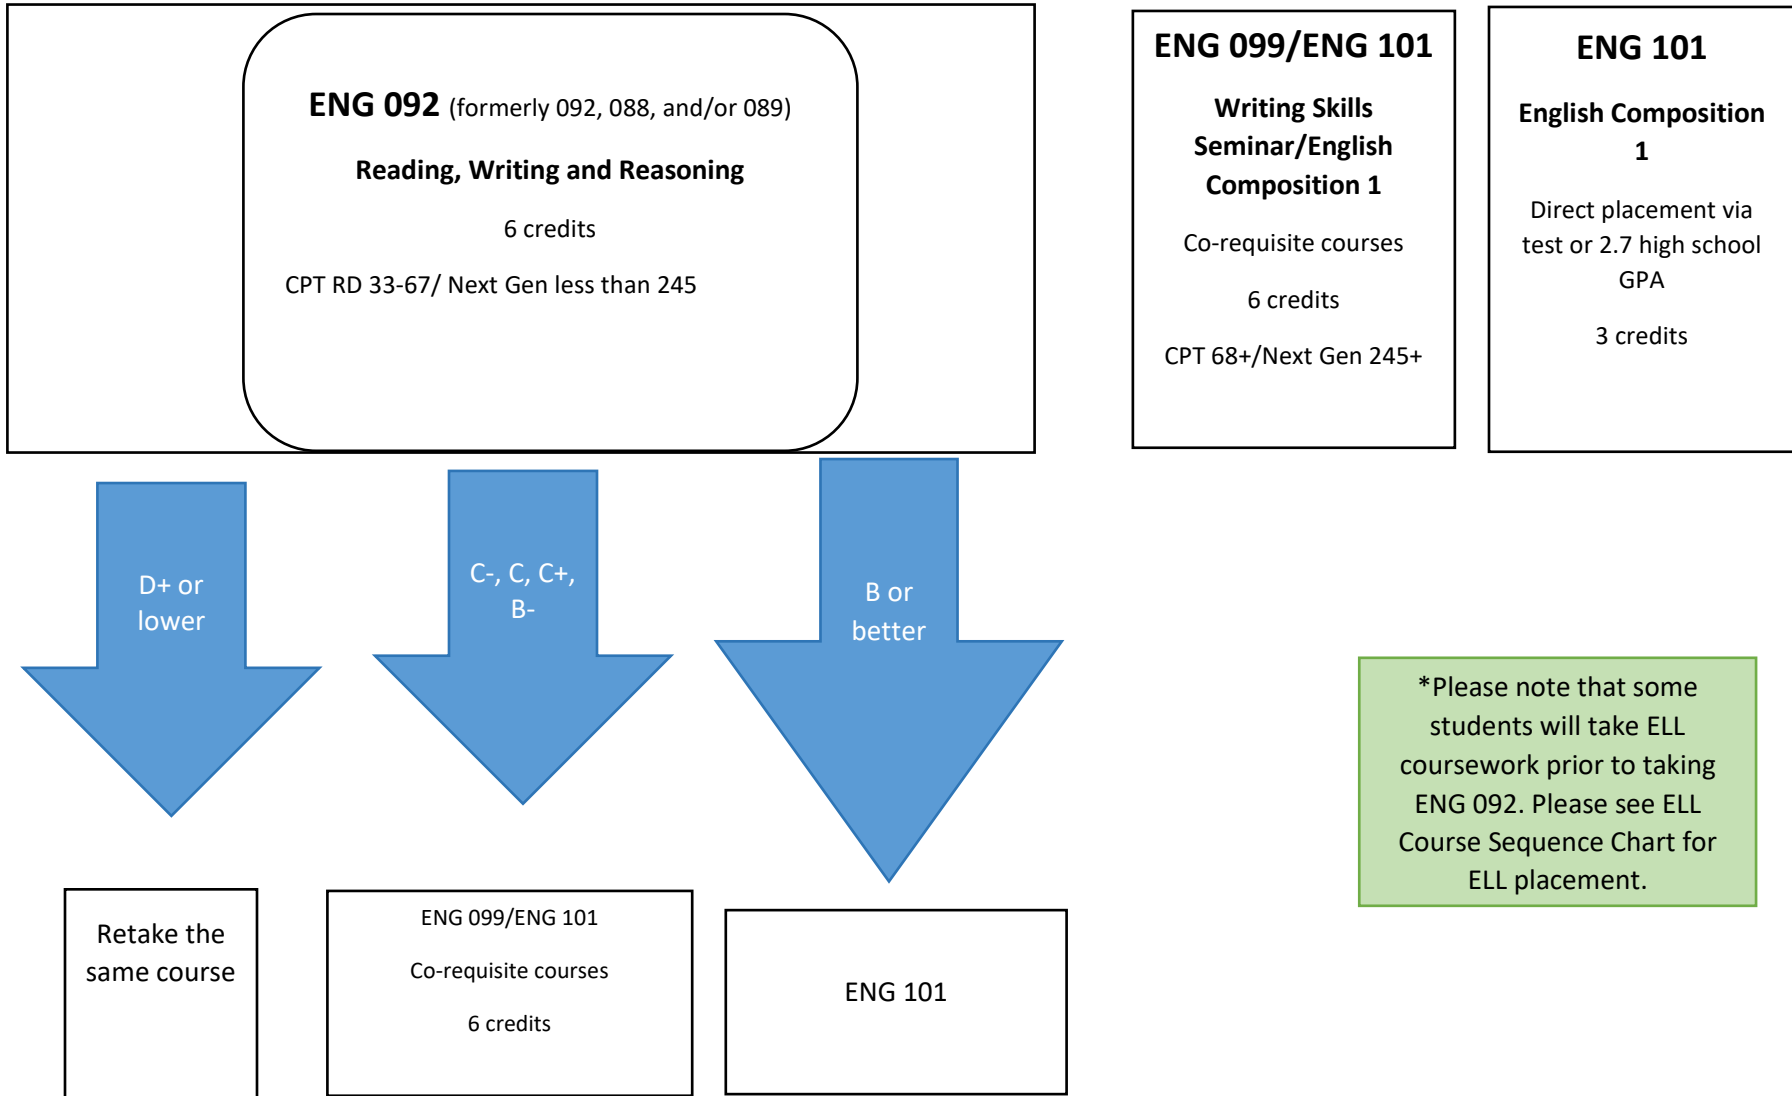 ENG 092 (formerly 092, 088, and/or 089)
Reading, Writing and Reasoning
6 credits
CPT RD 33-67/ Next Gen less than 245
ENG 099/ENG 101
Writing Skills
Seminar/English
Composition 1
Co-requisite courses
6 credits
CPT 68+/Next Gen 245+
ENG 101
English Composition
1
Direct placement via
test or 2.7 high school
GPA
3 credits
D+ or
lower
C-, C, C+,
B-
B or
better
*Please note that some
students will take ELL
coursework prior to taking
ENG 092. Please see ELL
Course Sequence Chart for
ELL placement.
Retake the
same course
ENG 099/ENG 101
Co-requisite courses
6 credits
ENG 101